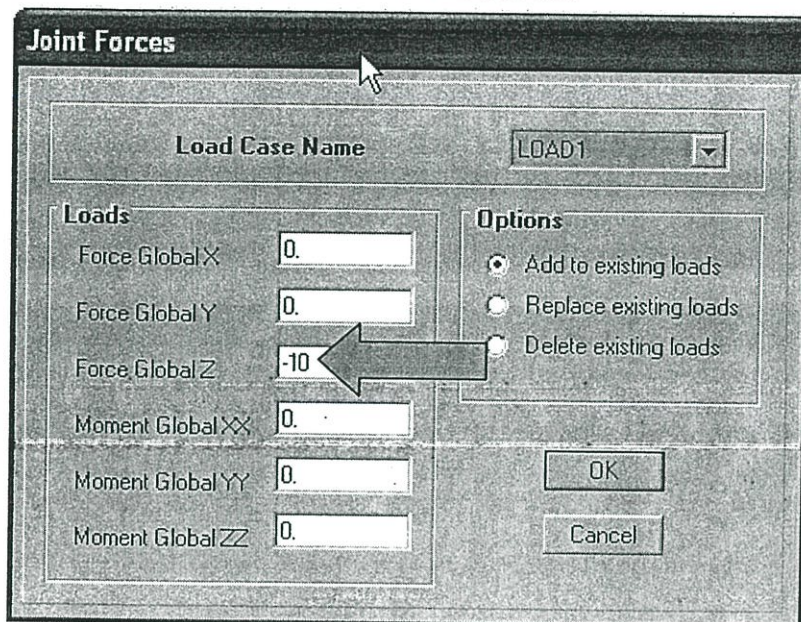 Joint Forces
Load Case Name LOAD1
Loads
Force Global X 0.
Force Global Y 0.
Force Global Z -10
Moment Global XX 0.
Moment Global YY 0.
Moment Global ZZ 0.
Options
Add to existing loads
Replace existing loads
Delete existing loads
OK
Cancel